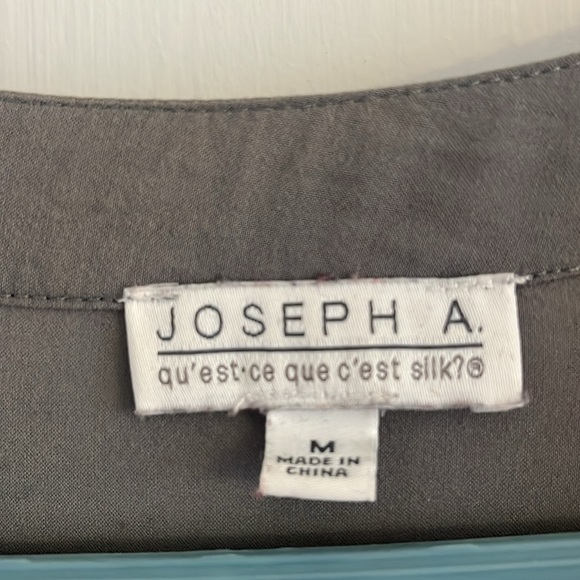 JOSEPH A.
qu'est·ce que c'est silk?®
M
MADE IN
CHINA